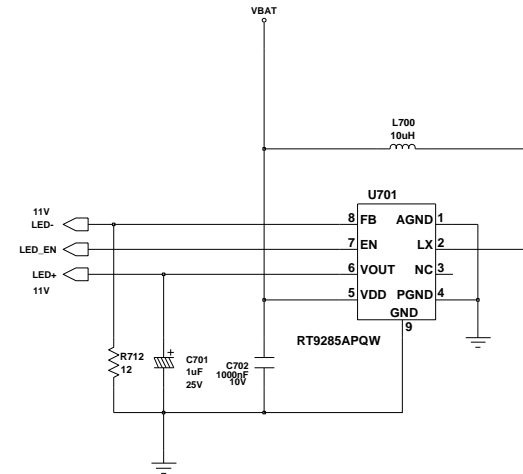 VBAT
L700
10uH
U701
11V
LED-
8 FB AGND 1
LED_EN
7 EN LX 2
LED+
6 VOUT NC 3
11V
5 VDD PGND 4
GND
9
RT9285APQW
R712
12
C701
1uF
25V
C702
1000nF
10V